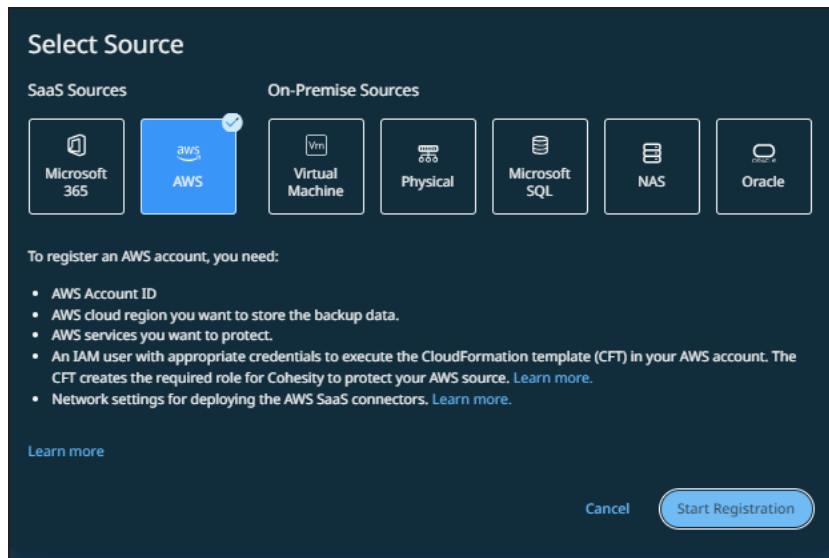 Select Source
SaaS Sources
On-Premise Sources
aws
Vm
ORACLE
Microsoft
365
AWS
Virtual
Machine
Physical
Microsoft
SQL
NAS
Oracle
To register an AWS account, you need:
• AWS Account ID
• AWS cloud region you want to store the backup data.
• AWS services you want to protect.
• An IAM user with appropriate credentials to execute the CloudFormation template (CFT) in your AWS account. The
CFT creates the required role for Cohesity to protect your AWS source. Learn more.
• Network settings for deploying the AWS SaaS connectors. Learn more.
Learn more
Cancel
Start Registration